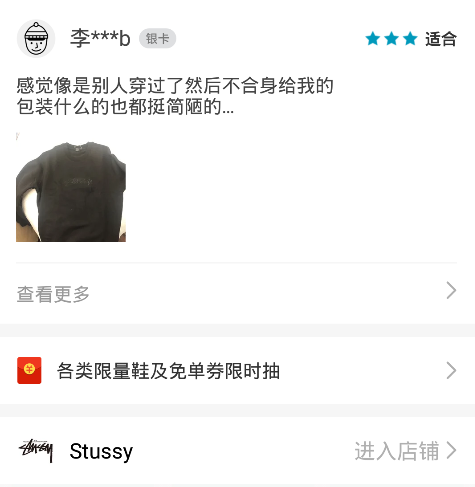 李***b 银卡 适合
感觉像是别人穿过了然后不合身给我的
包装什么的也都挺简陋的...
查看更多
各类限量鞋及免单券限时抽
STUSSY Stussy 进入店铺